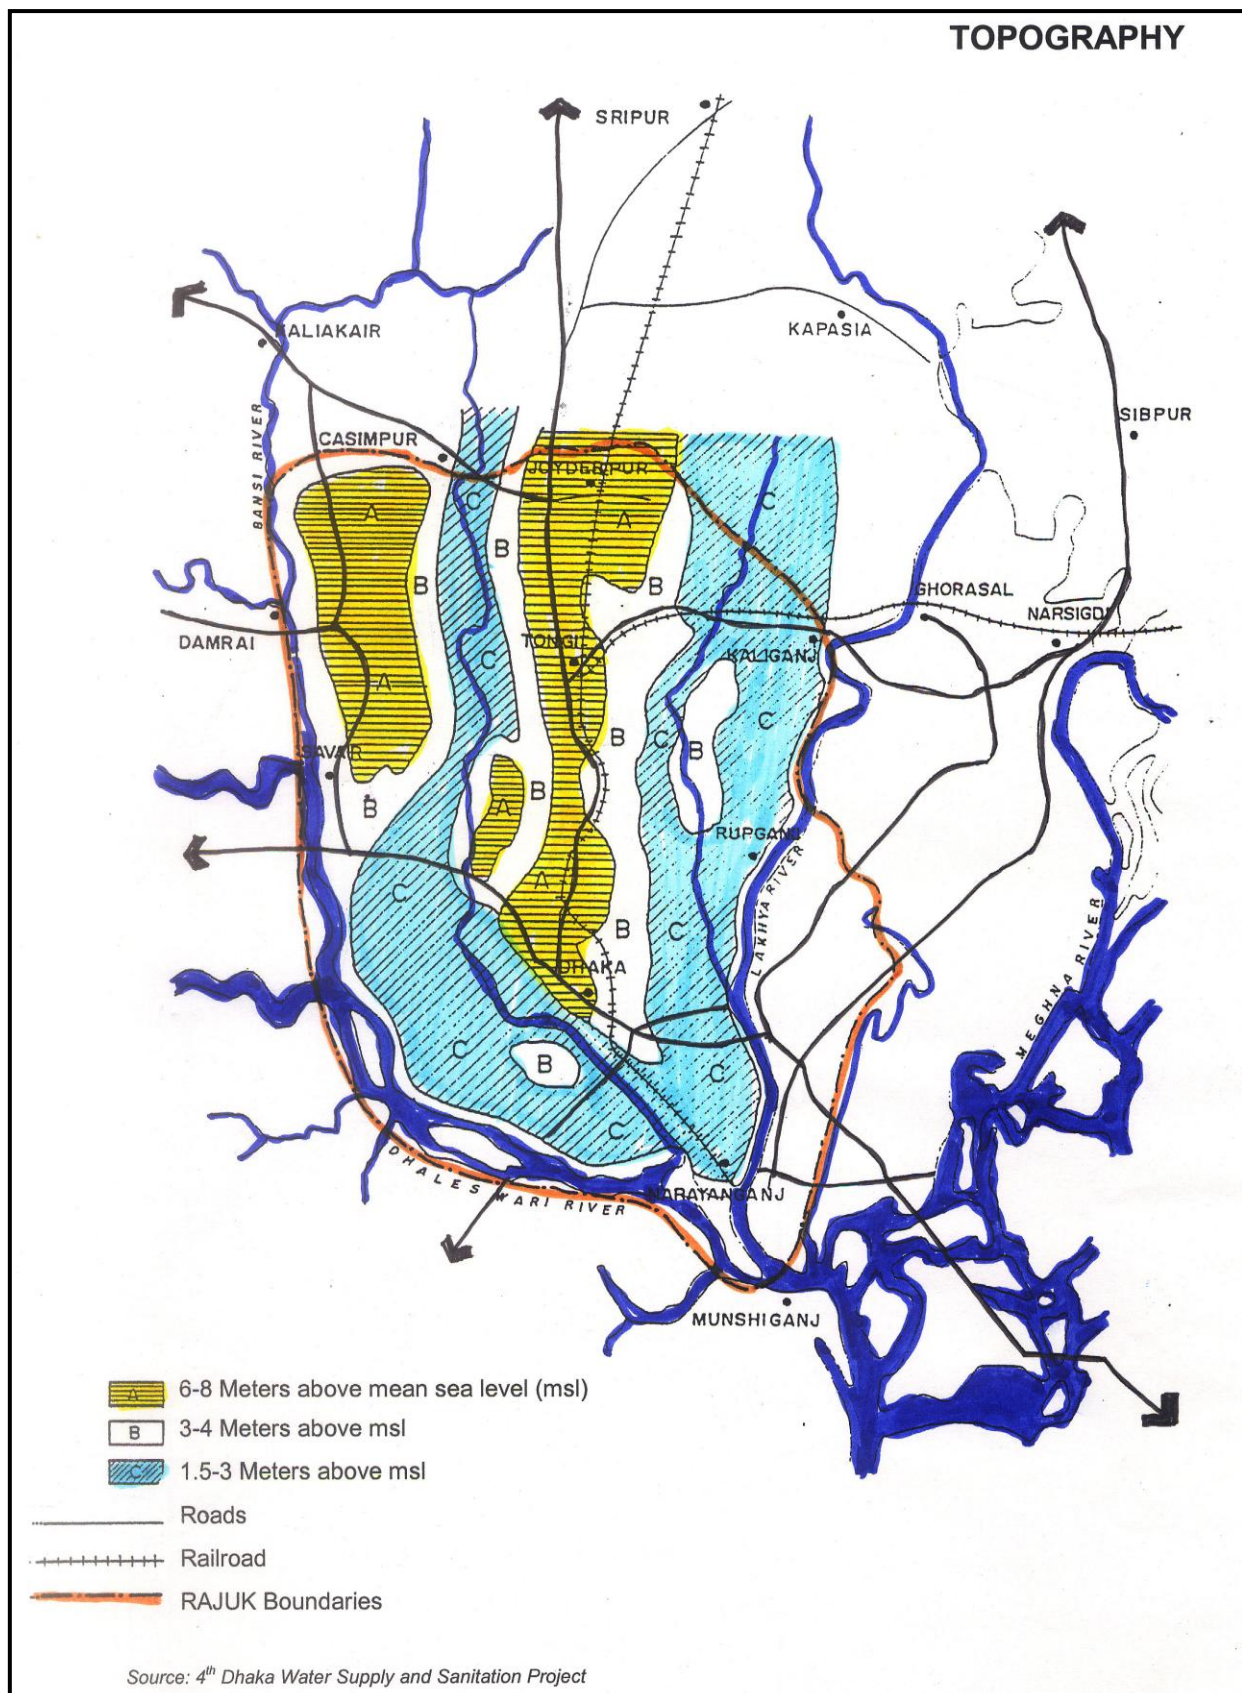 TOPOGRAPHY
SRIPUR
KALIAKAIR
KAPASIA
SIBPUR
CASIMPUR
BANSI RIVER
JOYDEBPUR
C
A
C
A
B
B
B
GHORASAL
NARSIGDI
DAMRAI
TONGI
KALIGANJ
C
A
C
B
C
B
SAVAR
B
A
B
RUPGANJ
C
A
LAKHYA RIVER
B
C
DHAKA
MEGHNA RIVER
C
B
C
C
DHALESWARI RIVER
NARAYANGANJ
MUNSHIGANJ
A 6-8 Meters above mean sea level (msl)
B 3-4 Meters above msl
C 1.5-3 Meters above msl
Roads
Railroad
RAJUK Boundaries
Source: 4th Dhaka Water Supply and Sanitation Project